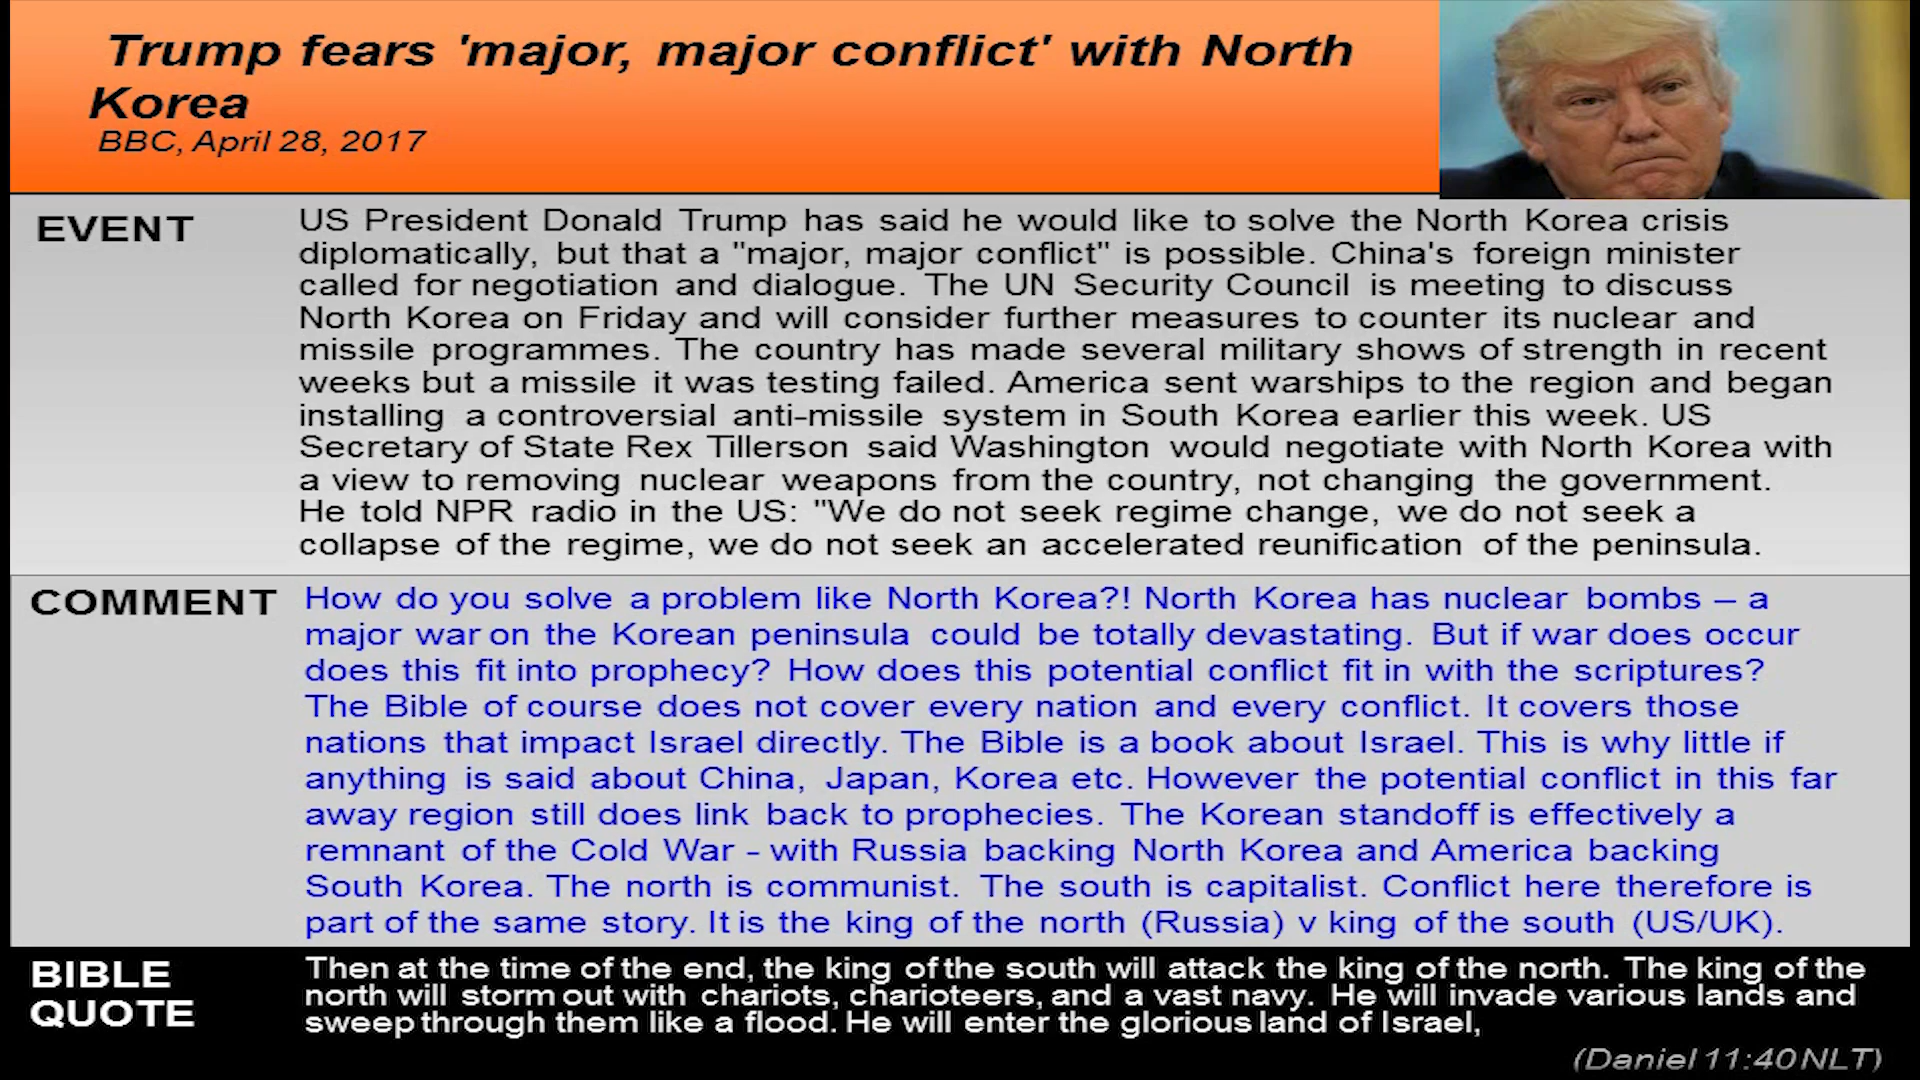 Trump fears 'major, major conflict' with North
Korea
BBC, April 28, 2017
EVENT
US President Donald Trump has said he would like to solve the North Korea crisis
diplomatically, but that a "major, major conflict" is possible. China's foreign minister
called for negotiation and dialogue. The UN Security Council is meeting to discuss
North Korea on Friday and will consider further measures to counter its nuclear and
missile programmes. The country has made several military shows of strength in recent
weeks but a missile it was testing failed. America sent warships to the region and began
installing a controversial anti-missile system in South Korea earlier this week. US
Secretary of State Rex Tillerson said Washington would negotiate with North Korea with
a view to removing nuclear weapons from the country, not changing the government.
He told NPR radio in the US: "We do not seek regime change, we do not seek a
collapse of the regime, we do not seek an accelerated reunification of the peninsula.
COMMENT
How do you solve a problem like North Korea?! North Korea has nuclear bombs – a
major war on the Korean peninsula could be totally devastating. But if war does occur
does this fit into prophecy? How does this potential conflict fit in with the scriptures?
The Bible of course does not cover every nation and every conflict. It covers those
nations that impact Israel directly. The Bible is a book about Israel. This is why little if
anything is said about China, Japan, Korea etc. However the potential conflict in this far
away region still does link back to prophecies. The Korean standoff is effectively a
remnant of the Cold War - with Russia backing North Korea and America backing
South Korea. The north is communist. The south is capitalist. Conflict here therefore is
part of the same story. It is the king of the north (Russia) v king of the south (US/UK).
BIBLE
QUOTE
Then at the time of the end, the king of the south will attack the king of the north. The king of the
north will storm out with chariots, charioteers, and a vast navy. He will invade various lands and
sweep through them like a flood. He will enter the glorious land of Israel,
(Daniel 11:40 NLT)